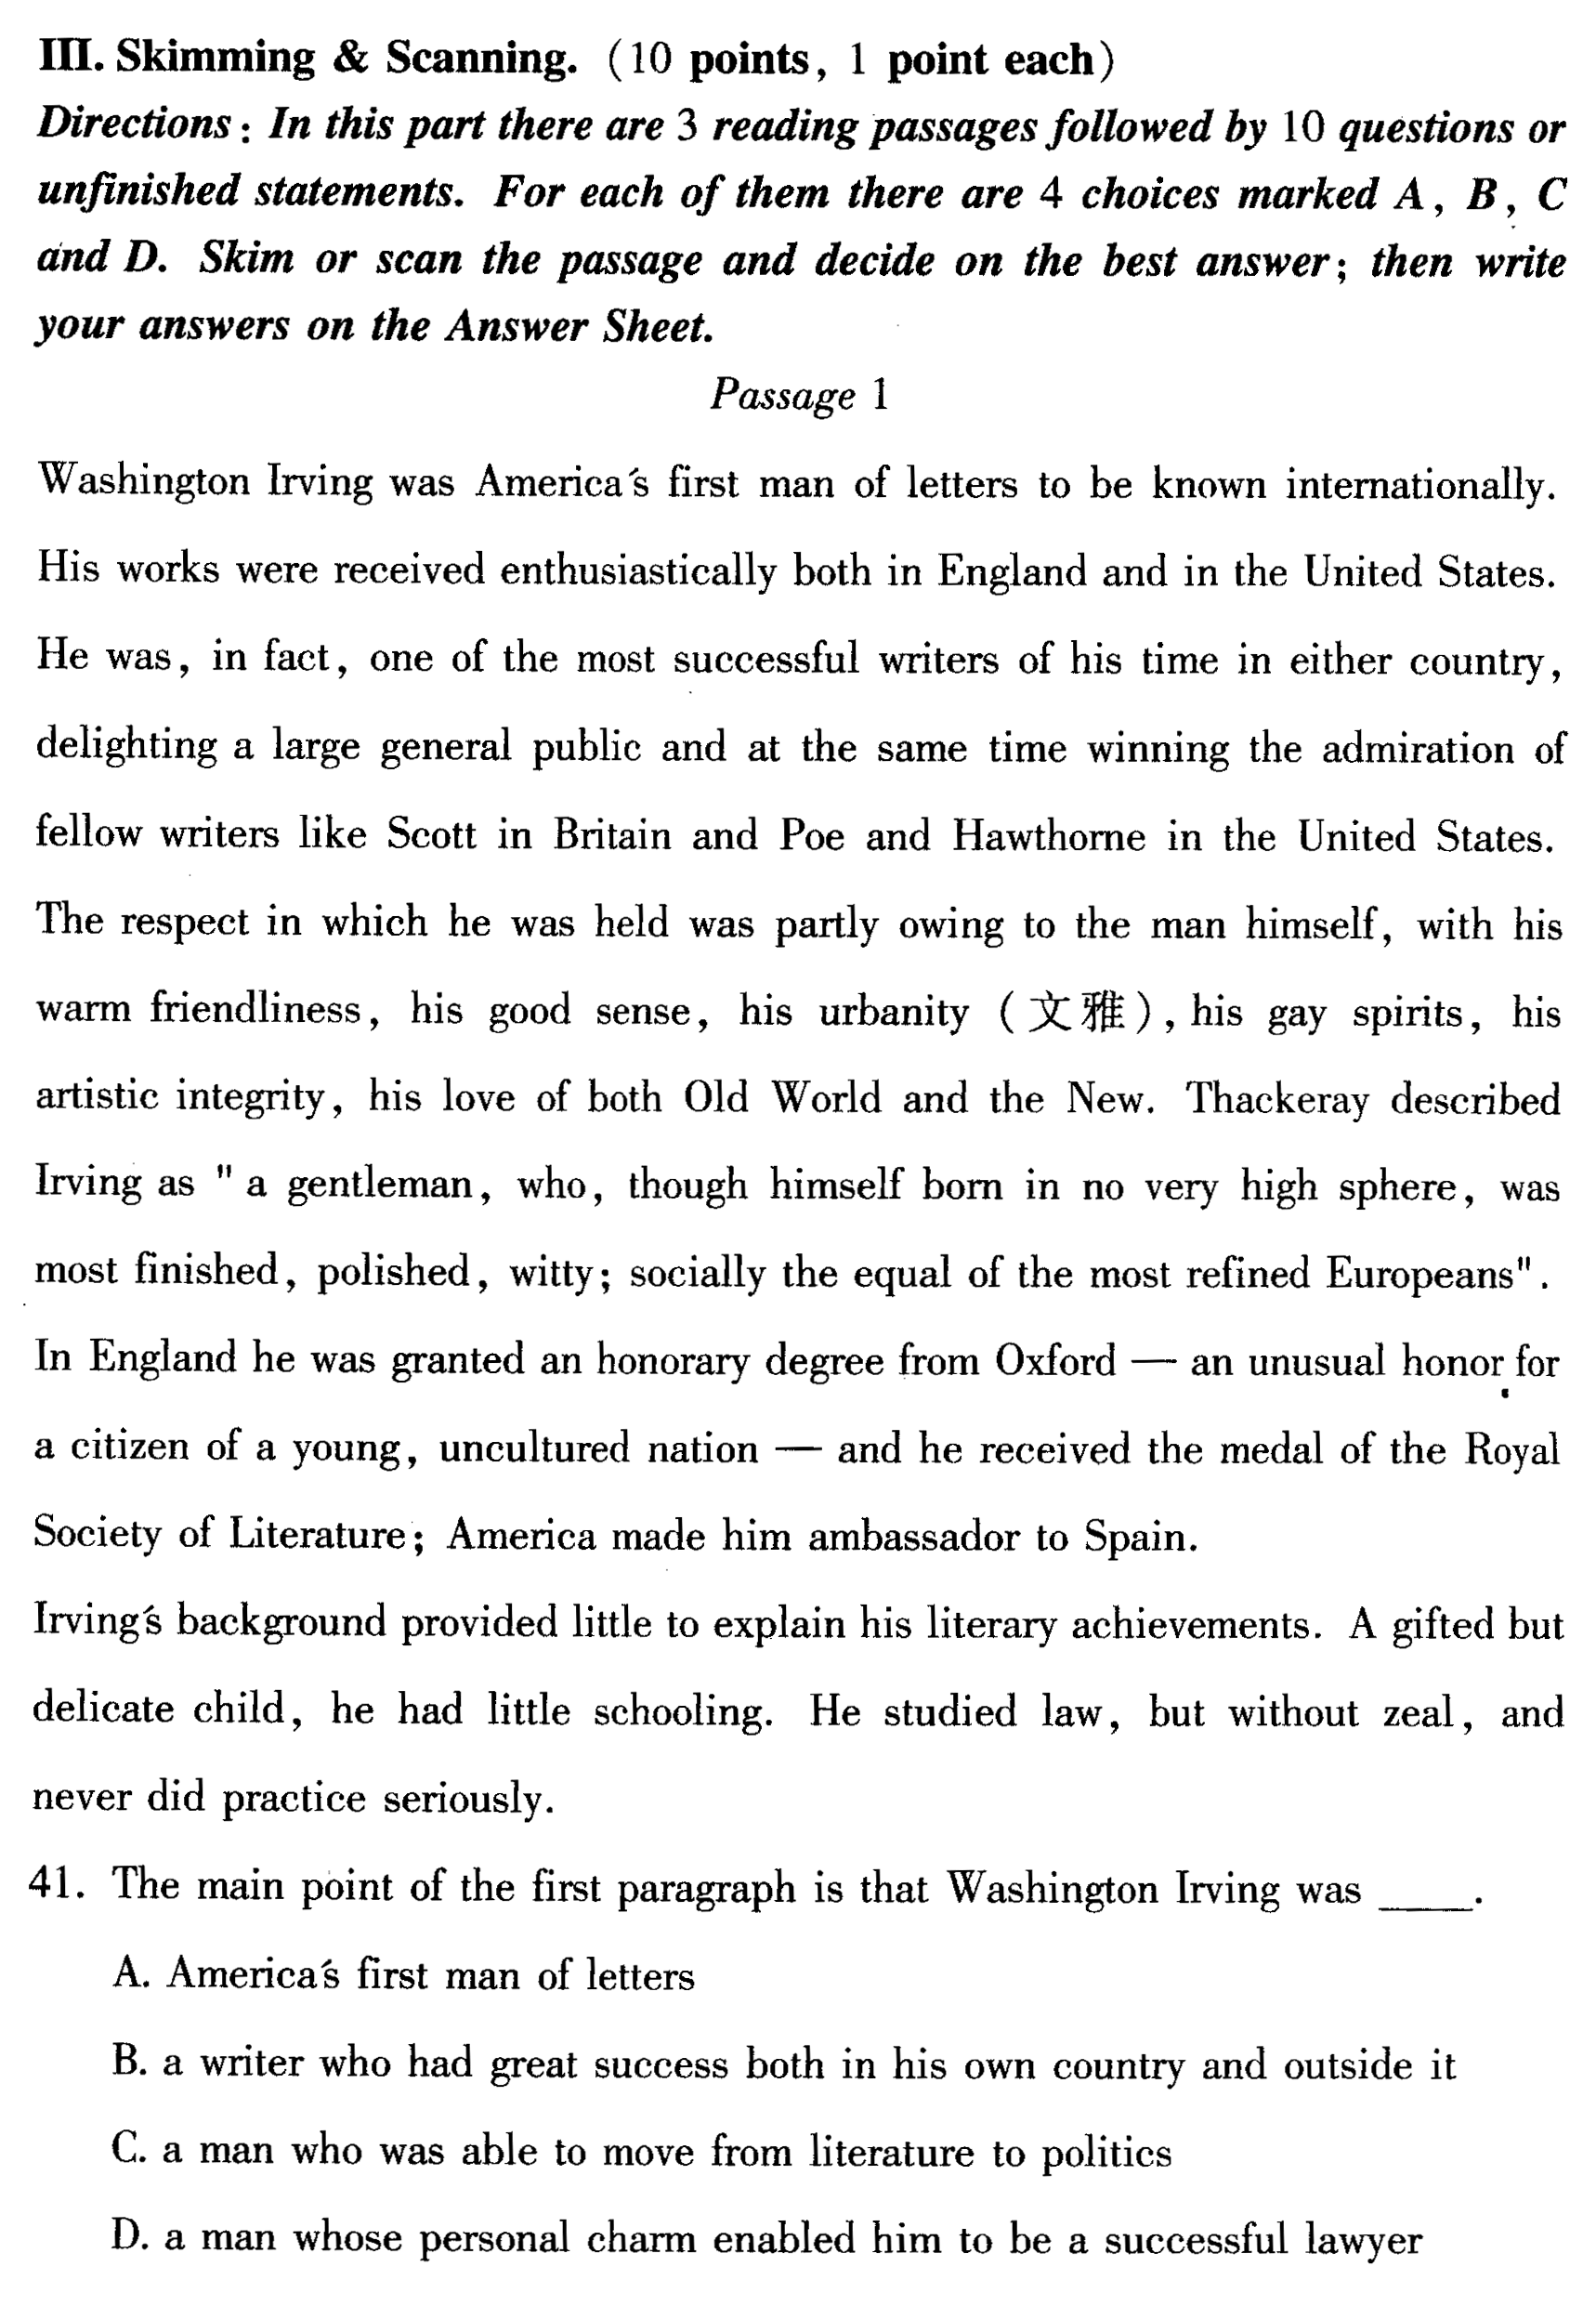 III. Skimming & Scanning. (10 points, 1 point each)
Directions: In this part there are 3 reading passages followed by 10 questions or
unfinished statements. For each of them there are 4 choices marked A, B, C
and D. Skim or scan the passage and decide on the best answer; then write
your answers on the Answer Sheet.
Passage 1
Washington Irving was America's first man of letters to be known internationally.
His works were received enthusiastically both in England and in the United States.
He was, in fact, one of the most successful writers of his time in either country,
delighting a large general public and at the same time winning the admiration of
fellow writers like Scott in Britain and Poe and Hawthorne in the United States.
The respect in which he was held was partly owing to the man himself, with his
warm friendliness, his good sense, his urbanity (文雅), his gay spirits, his
artistic integrity, his love of both Old World and the New. Thackeray described
Irving as " a gentleman, who, though himself born in no very high sphere, was
most finished, polished, witty; socially the equal of the most refined Europeans".
In England he was granted an honorary degree from Oxford — an unusual honor for
a citizen of a young, uncultured nation — and he received the medal of the Royal
Society of Literature; America made him ambassador to Spain.
Irving's background provided little to explain his literary achievements. A gifted but
delicate child, he had little schooling. He studied law, but without zeal, and
never did practice seriously.
41. The main point of the first paragraph is that Washington Irving was ____.
A. America's first man of letters
B. a writer who had great success both in his own country and outside it
C. a man who was able to move from literature to politics
D. a man whose personal charm enabled him to be a successful lawyer